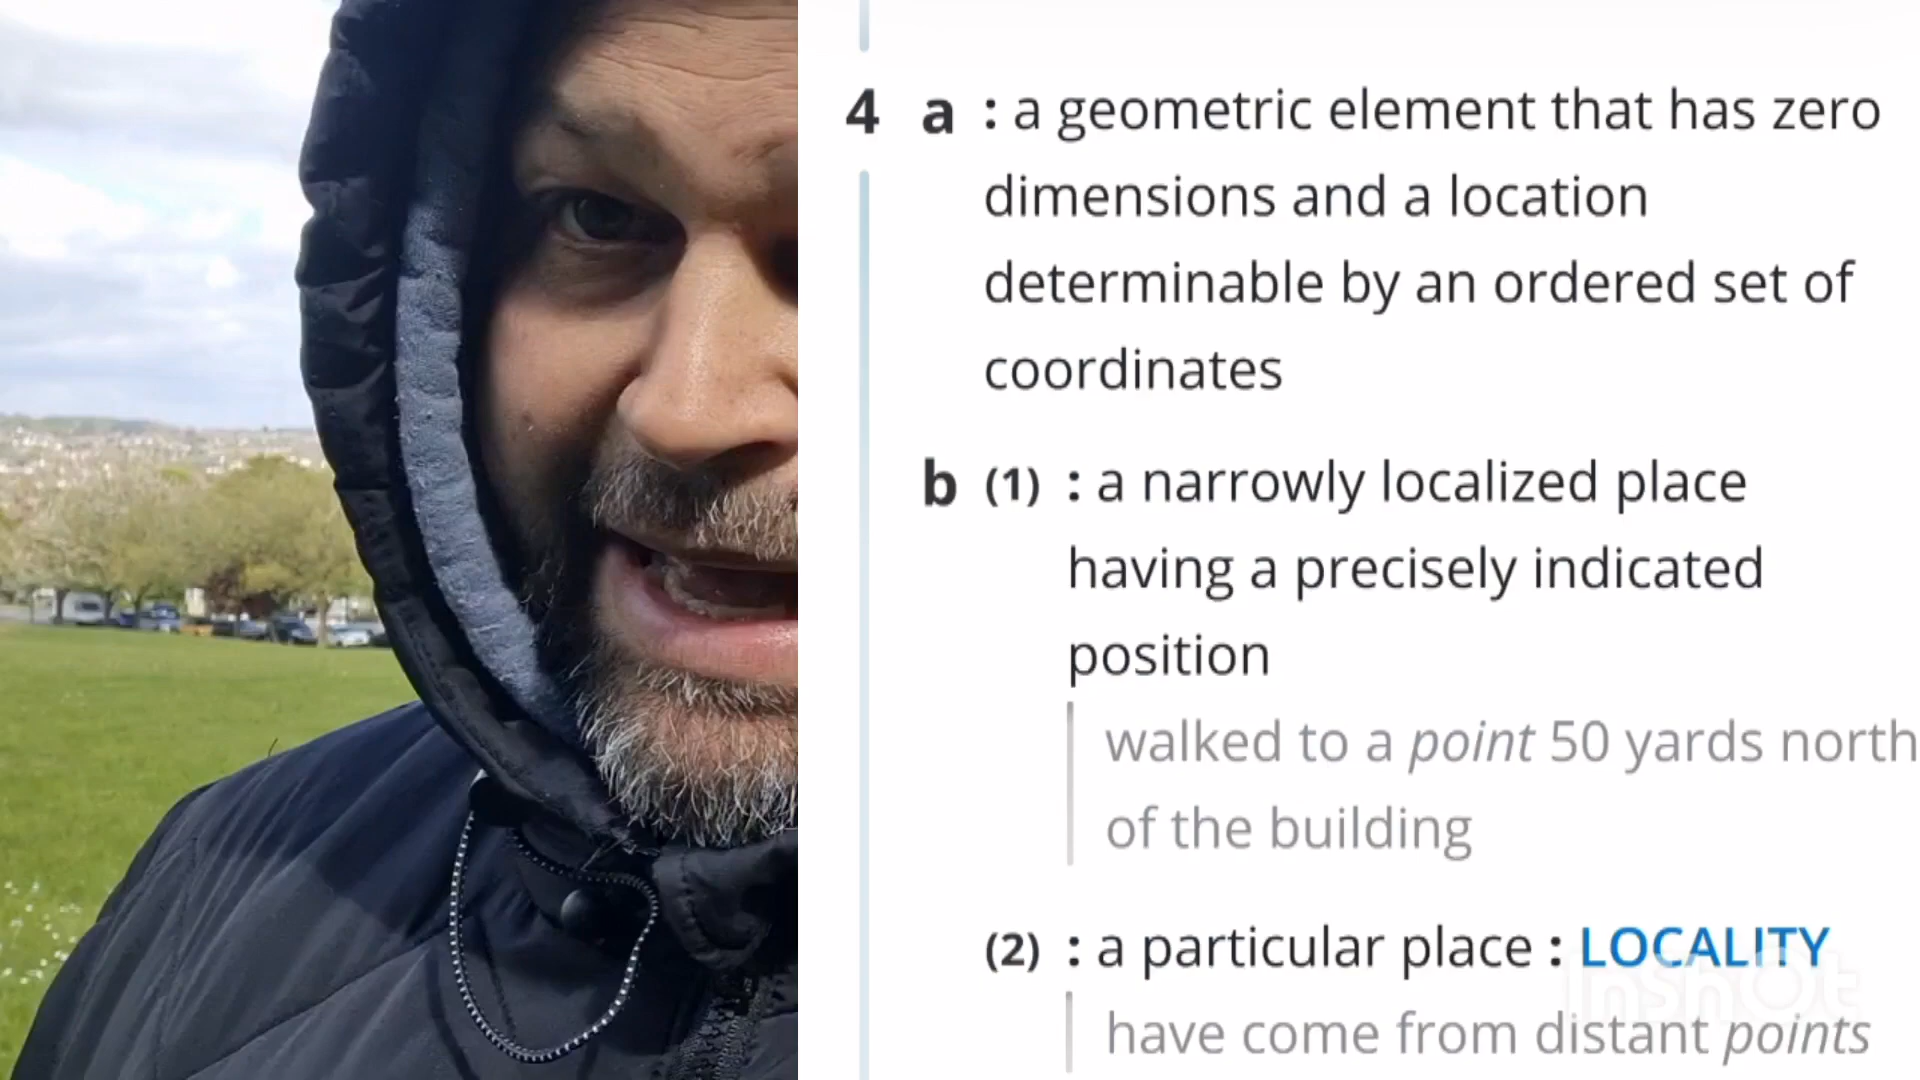 4 a : a geometric element that has zero
dimensions and a location
determinable by an ordered set of
coordinates
b (1) : a narrowly localized place
having a precisely indicated
position
walked to a point 50 yards north
of the building
(2) : a particular place : LOCALITY
InShOt
have come from distant points